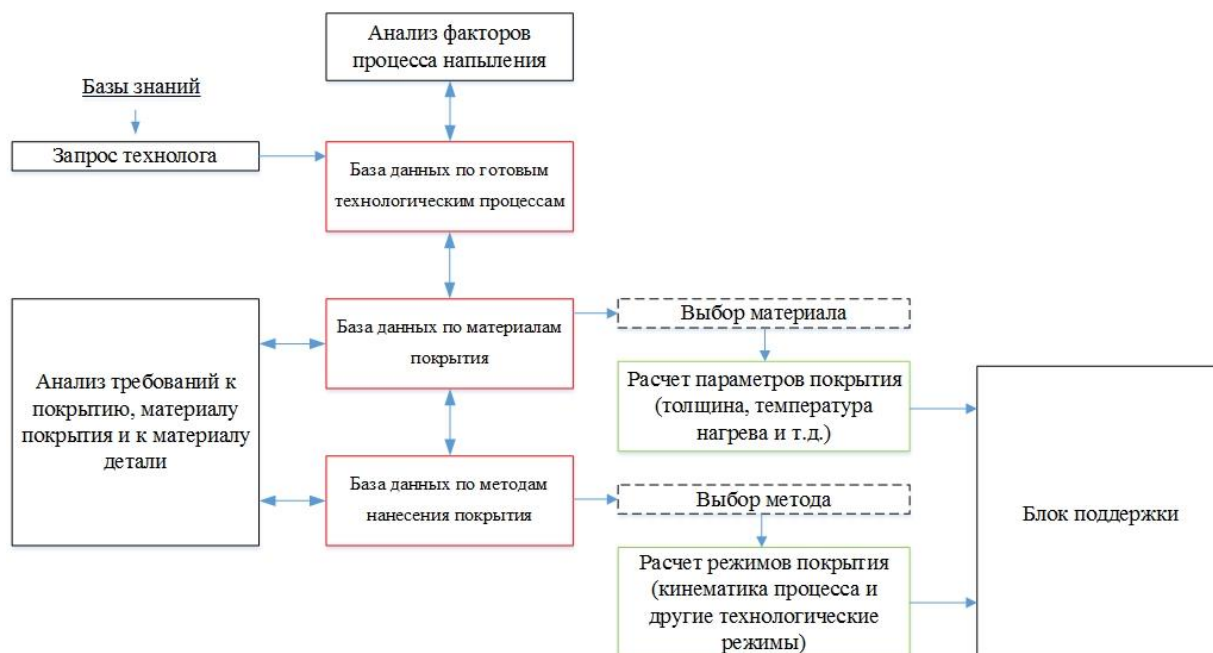 Анализ факторов
процесса напыления
Базы знаний
Запрос технолога
База данных по готовым
технологическим процессам
База данных по материалам
покрытия
Выбор материала
Анализ требований к
покрытию, материалу
покрытия и к материалу
детали
Расчет параметров покрытия
(толщина, температура
нагрева и т.д.)
База данных по методам
нанесения покрытия
Выбор метода
Блок поддержки
Расчет режимов покрытия
(кинематика процесса и
другие технологические
режимы)